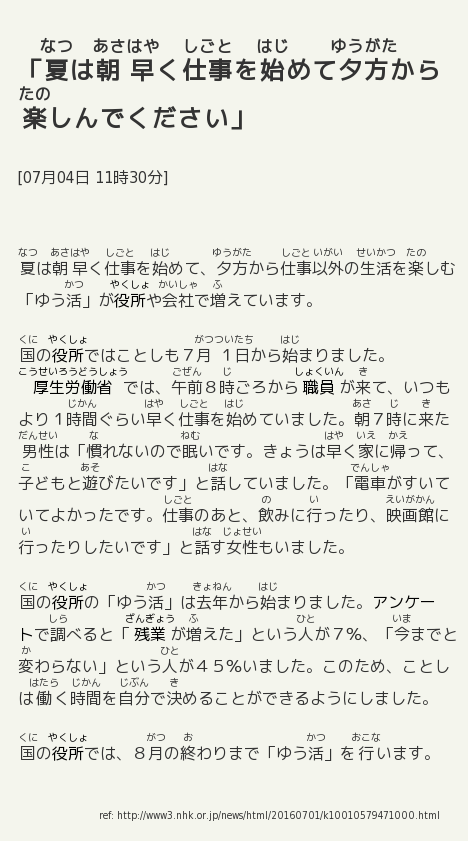 なつ あさはや しごと はじ ゆうがた
「夏は朝 早く仕事を始めて夕方から
たの
楽しんでください」
[07月04日 11時30分]
なつ あさはや しごと はじ ゆうがた しごと いがい せいかつ たの
夏は朝 早く仕事を始めて、夕方から仕事以外の生活を楽しむ
かつ やくしょ かいしゃ ふ
「ゆう活」が役所や会社で増えています。
くに やくしょ がつついたち はじ
国の役所ではことしも７月 １日から始まりました。
こうせいろうどうしょう ごぜん じ しょくいん き
厚生労働省 では、午前８時ごろから 職員 が来て、いつも
じかん はや しごと はじ あさ じ き
より１時間ぐらい早く仕事を始めていました。朝７時に来た
だんせい な ねむ はや いえ かえ
男性は「慣れないので眠いです。きょうは早く家に帰って、
こ あそ はな でんしゃ
子どもと遊びたいです」と話していました。「電車がすいて
しごと の い えいがかん
いてよかったです。仕事のあと、飲みに行ったり、映画館に
い はな じょせい
行ったりしたいです」と話す女性もいました。
くに やくしょ かつ きょねん はじ
国の役所の「ゆう活」は去年から始まりました。アンケー
しら ざんぎょう ふ ひと いま
トで調べると「 残業 が増えた」という人が７%、「今までと
か ひと
変わらない」という人が４５%いました。このため、ことし
はたら じかん じぶん き
は 働 く時間を自分で決めることができるようにしました。
くに やくしょ がつ お かつ おこな
国の役所では、８月の終わりまで「ゆう活」を 行 います。
ref: http://www3.nhk.or.jp/news/html/20160701/k10010579471000.html